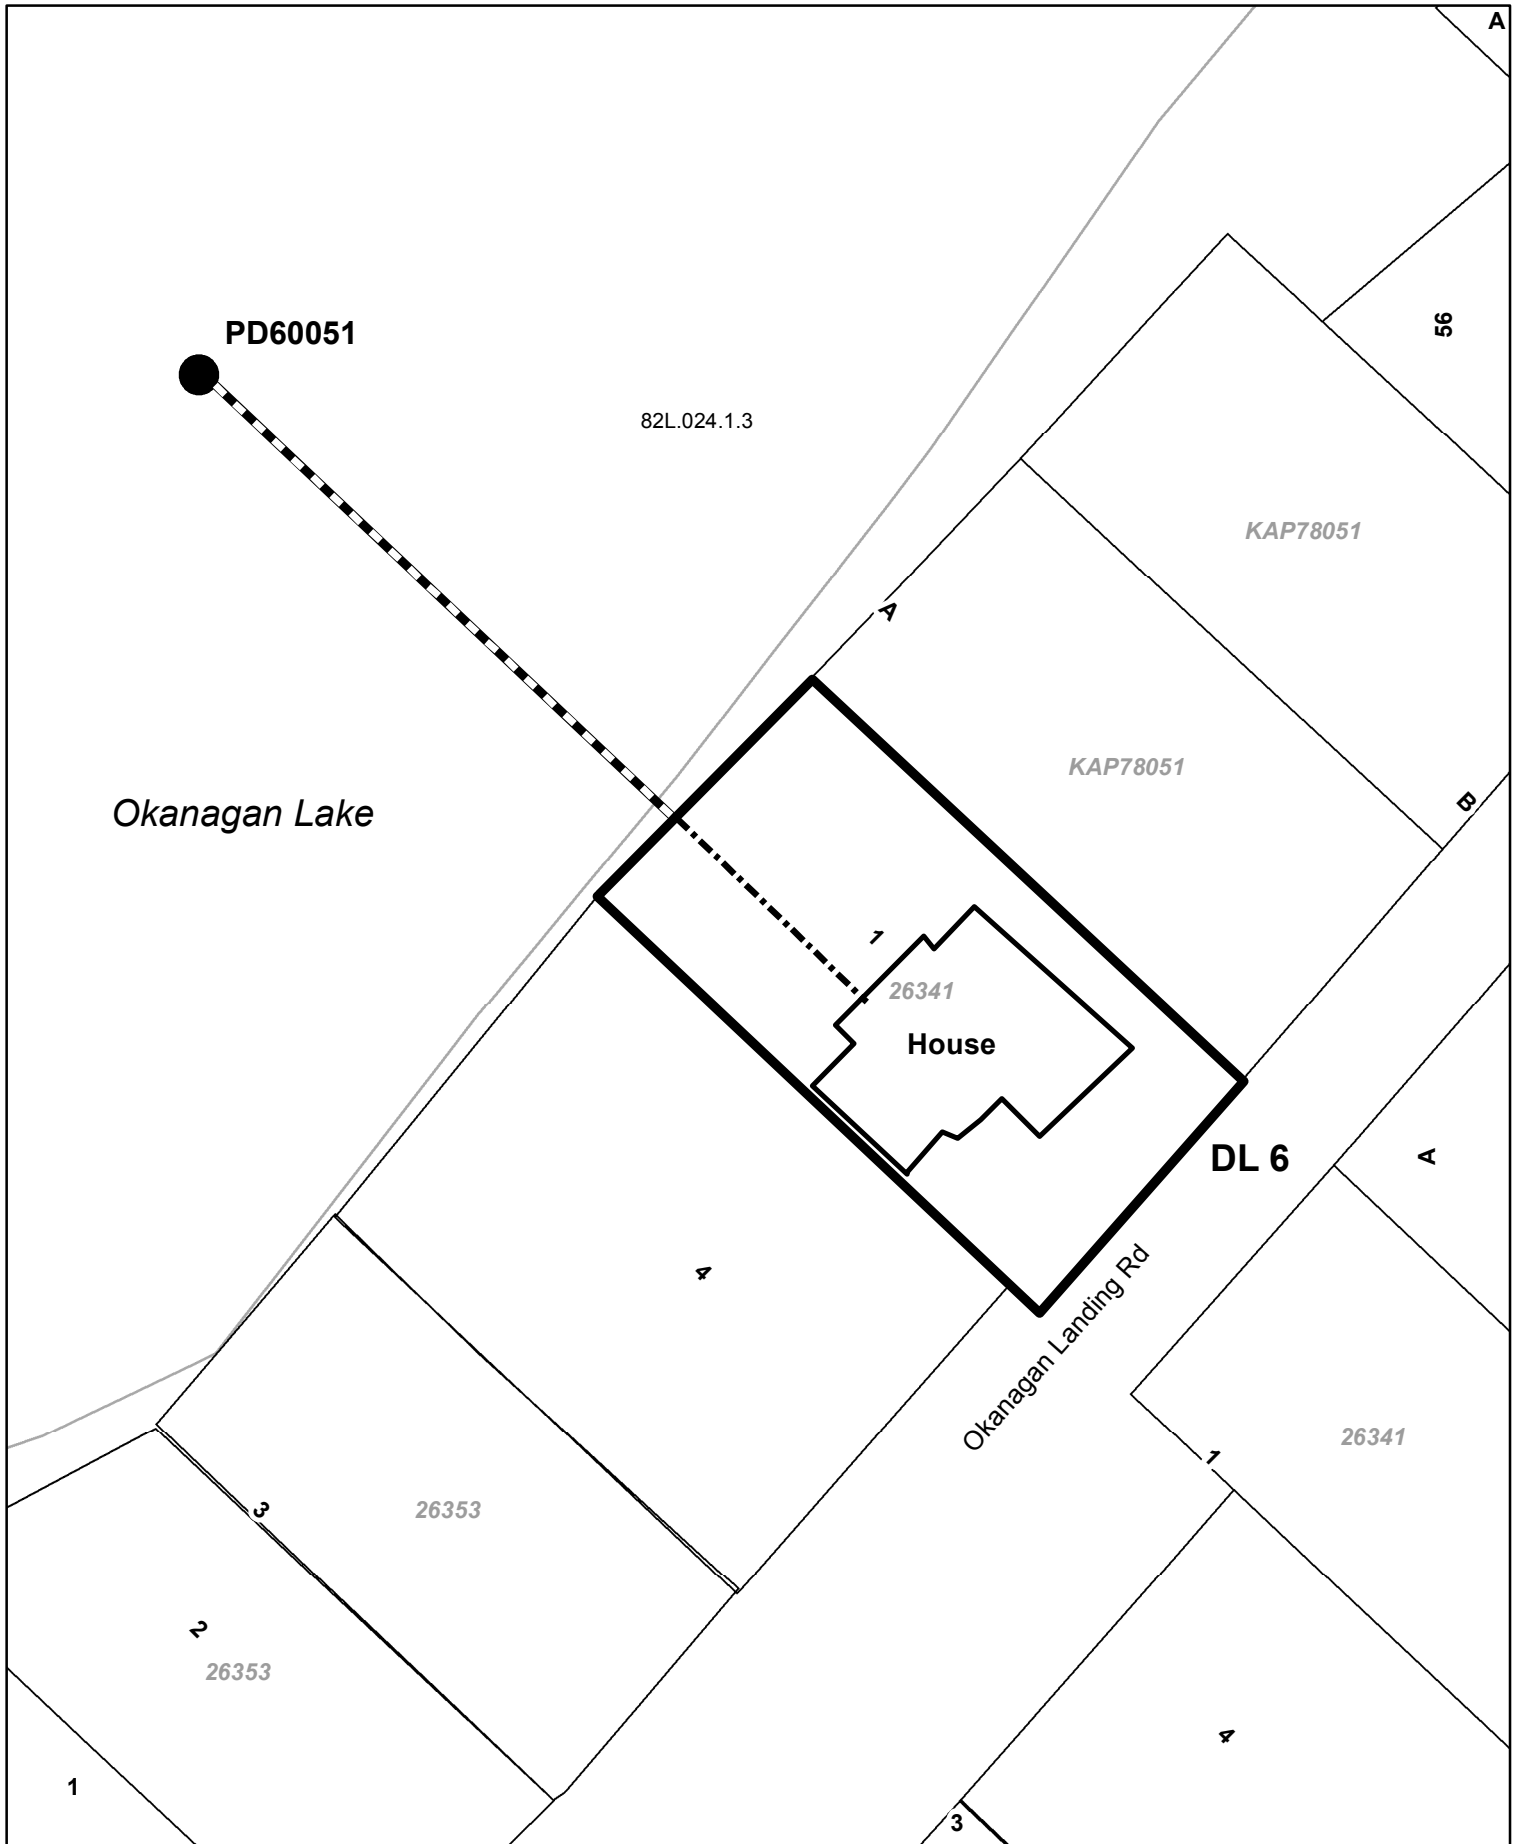 A
PD60051
56
82L.024.1.3
KAP78051
A
KAP78051
B
Okanagan Lake
1
26341
House
DL 6
A
4
Okanagan Landing Rd
26341
1
3
26353
2
26353
4
1
3